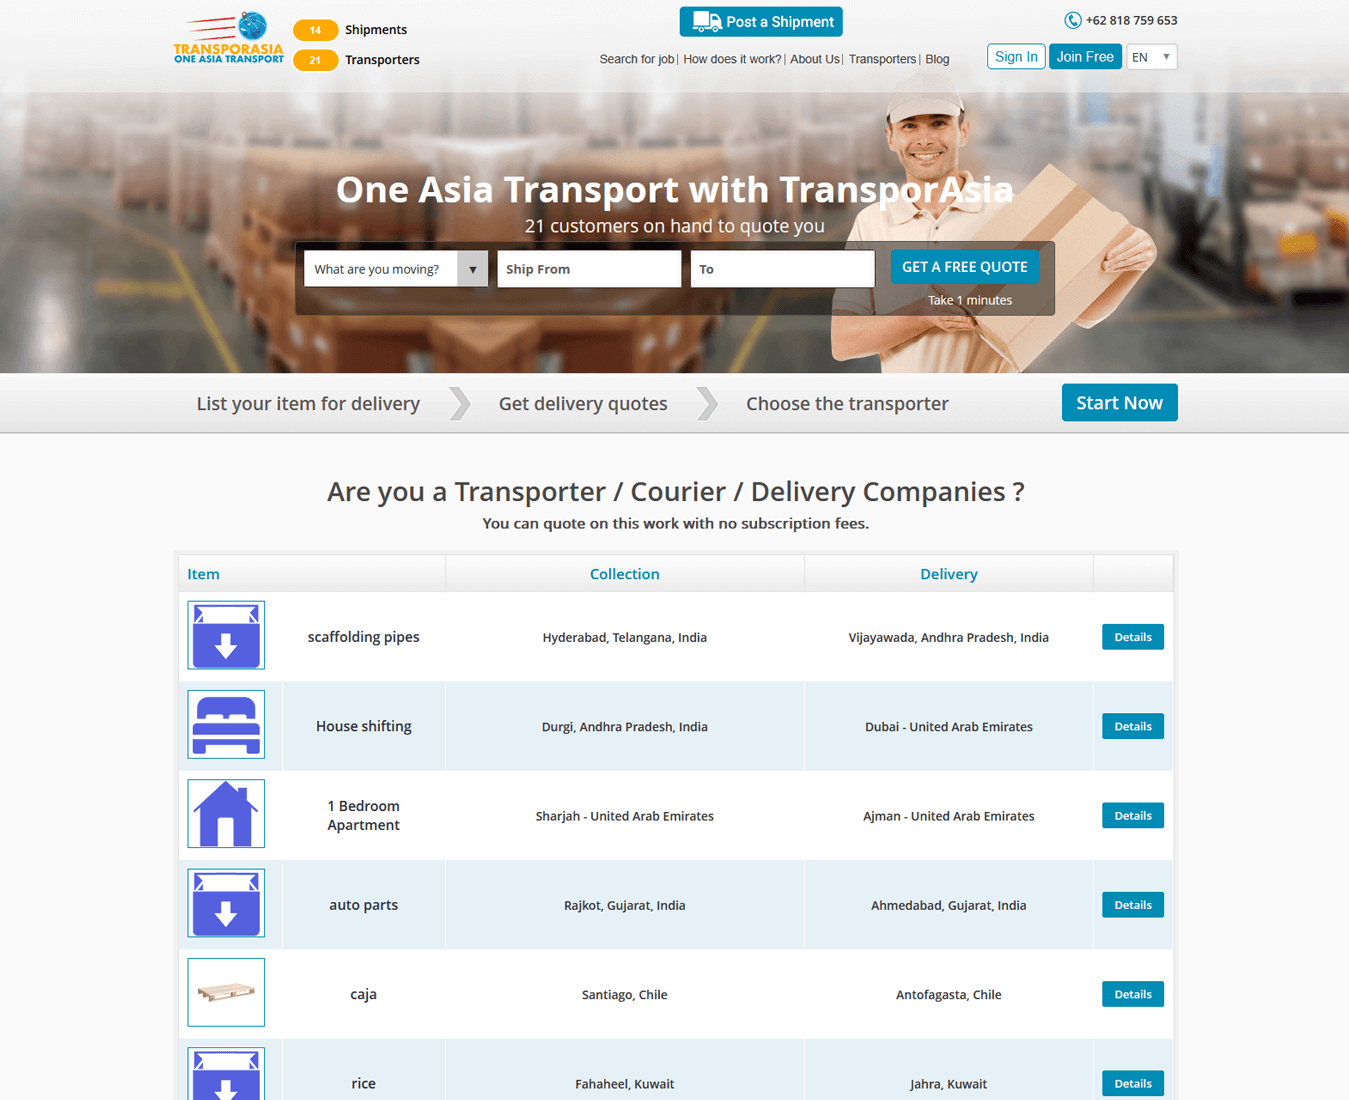 TRANSPORASIA
ONE ASIA TRANSPORT
14 Shipments
21 Transporters
Post a Shipment
Search for job| How does it work?| About Us| Transporters| Blog
+62 818 759 653
Sign In Join Free EN ▼
One Asia Transport with TransporAsia
21 customers on hand to quote you
What are you moving? ▼ Ship From To GET A FREE QUOTE
Take 1 minutes
List your item for delivery Get delivery quotes Choose the transporter Start Now
Are you a Transporter / Courier / Delivery Companies ?
You can quote on this work with no subscription fees.
Item Collection Delivery
scaffolding pipes Hyderabad, Telangana, India Vijayawada, Andhra Pradesh, India Details
House shifting Durgi, Andhra Pradesh, India Dubai - United Arab Emirates Details
1 Bedroom
Apartment Sharjah - United Arab Emirates Ajman - United Arab Emirates Details
auto parts Rajkot, Gujarat, India Ahmedabad, Gujarat, India Details
caja Santiago, Chile Antofagasta, Chile Details
rice Fahaheel, Kuwait Jahra, Kuwait Details